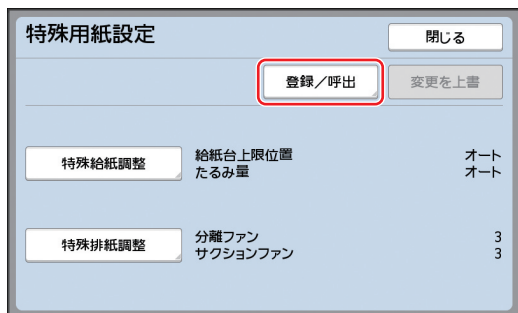 特殊用紙設定
閉じる
登録／呼出
変更を上書
特殊給紙調整
給紙台上限位置 オート
たるみ量 オート
特殊排紙調整
分離ファン 3
サクションファン 3